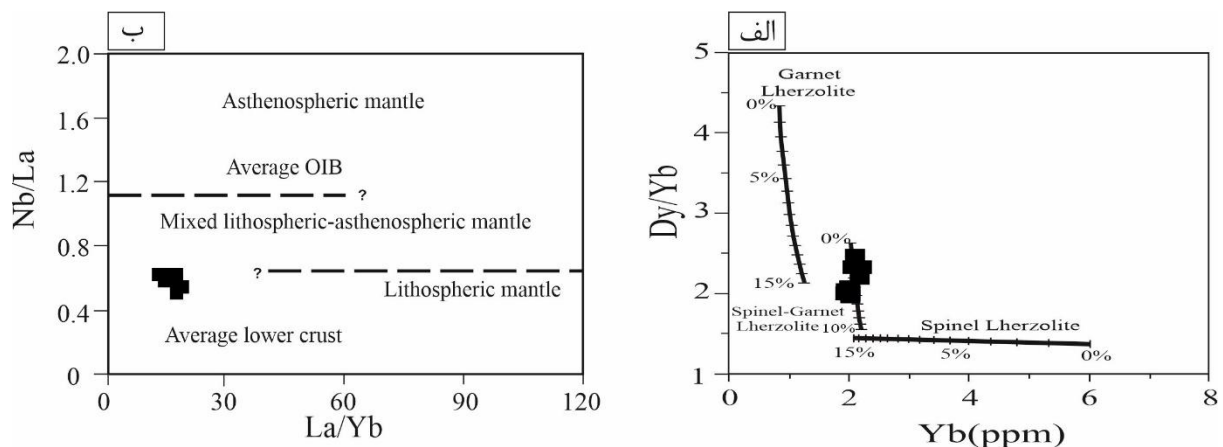 ب
2.0
1.6
1.2
0.8
0.4
0
Nb/La
Asthenospheric mantle
Average OIB
?
Mixed lithospheric-asthenospheric mantle
?
Lithospheric mantle
Average lower crust
0
30
60
90
120
La/Yb
الف
5
4
3
2
1
Dy/Yb
Garnet
Lherzolite
0%
5%
15%
0%
Spinel-Garnet
Lherzolite
10%
Spinel Lherzolite
15%
5%
0%
0
2
4
6
8
Yb(ppm)